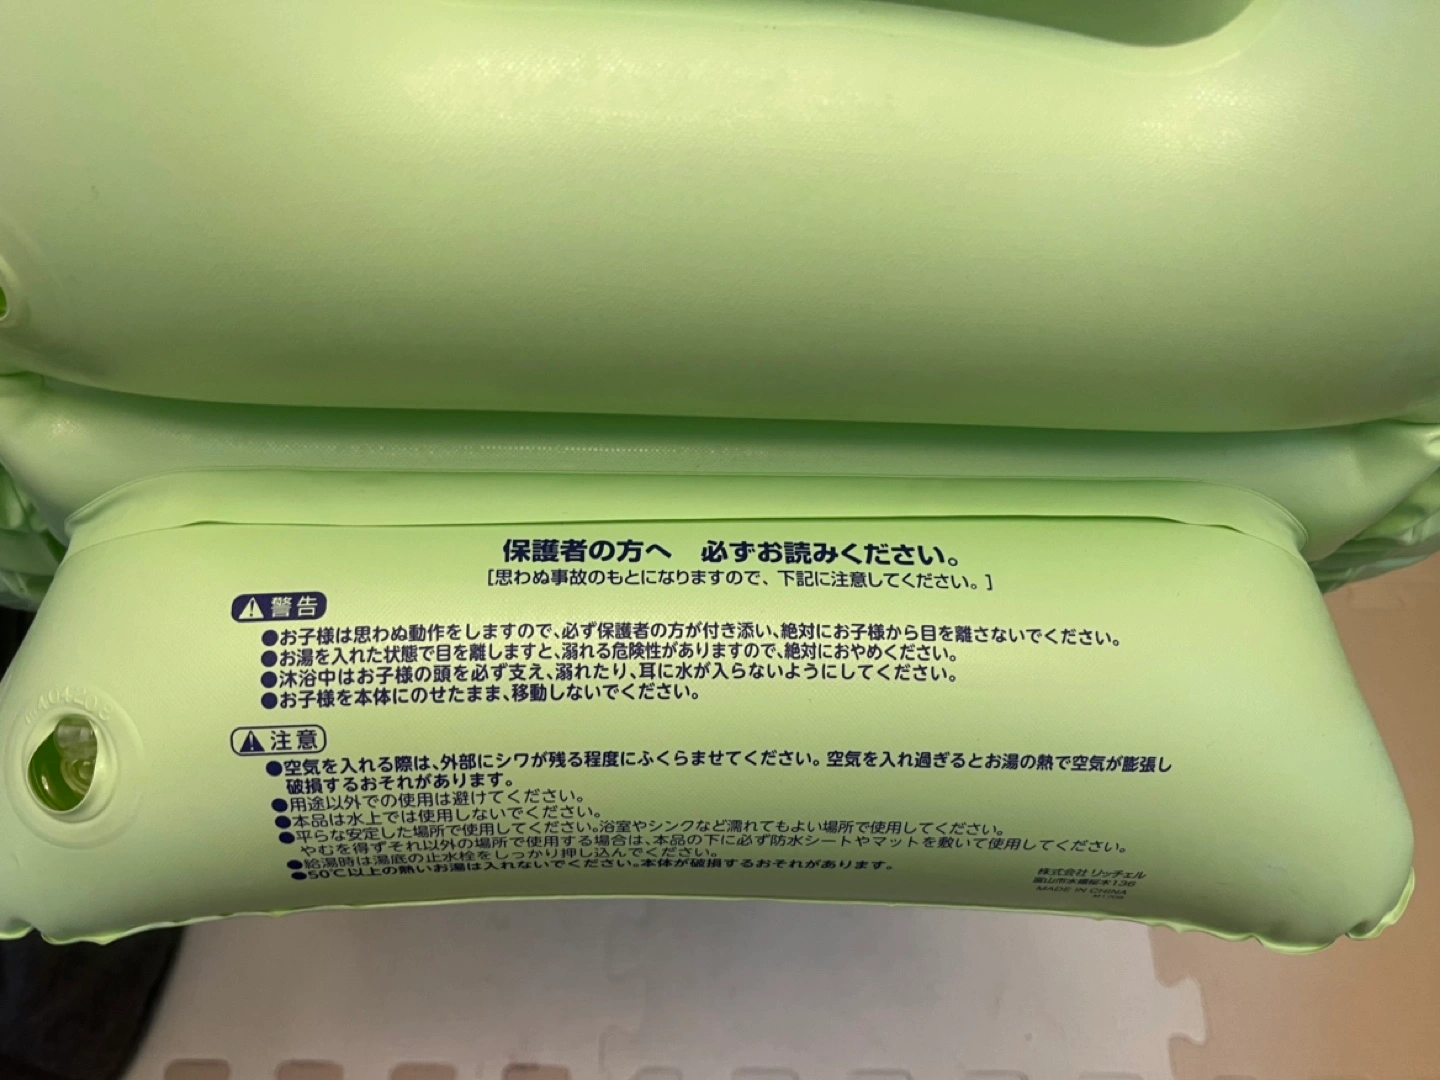 保護者の方へ 必ずお読みください。
[思わぬ事故のもとになりますので、下記に注意してください。]
⚠警告
●お子様は思わぬ動作をしますので、必ず保護者の方が付き添い、絶対にお子様から目を離さないでください。
●お湯を入れた状態で目を離しますと、溺れる危険性がありますので、絶対におやめください。
●沐浴中はお子様の頭を必ず支え、溺れたり、耳に水が入らないようにしてください。
●お子様を本体にのせたまま、移動しないでください。
⚠注意
●空気を入れる際は、外部にシワが残る程度にふくらませてください。空気を入れ過ぎるとお湯の熱で空気が膨張し
破損するおそれがあります。
●用途以外での使用は避けてください。
●本品は水上では使用しないでください。
●平らな安定した場所で使用してください。浴室やシンクなど濡れてもよい場所で使用してください。
やむを得ずそれ以外の場所で使用する場合は、本品の下に必ず防水シートやマットを敷いて使用してください。
●給湯時は湯底の止水栓をしっかり押し込んでください。
●50℃以上の熱いお湯は入れないでください。本体が破損するおそれがあります。
株式会社 リッチェル
富山市水橋桜木136
MADE IN CHINA